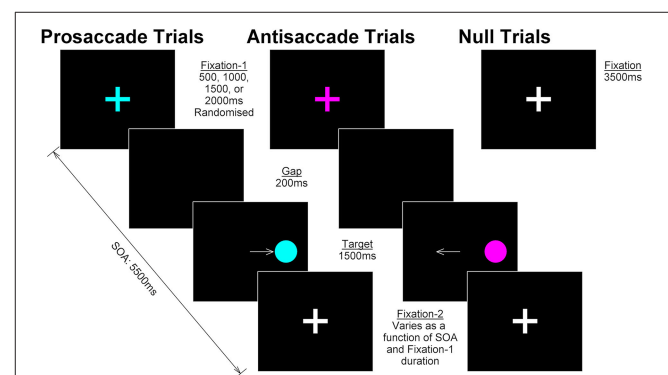 Prosaccade Trials
Antisaccade Trials
Null Trials
Fixation-1
500, 1000,
1500, or
2000ms
Randomised
Fixation
3500ms
Gap
200ms
Target
1500ms
SOA: 5500ms
Fixation-2
Varies as a
function of SOA
and Fixation-1
duration